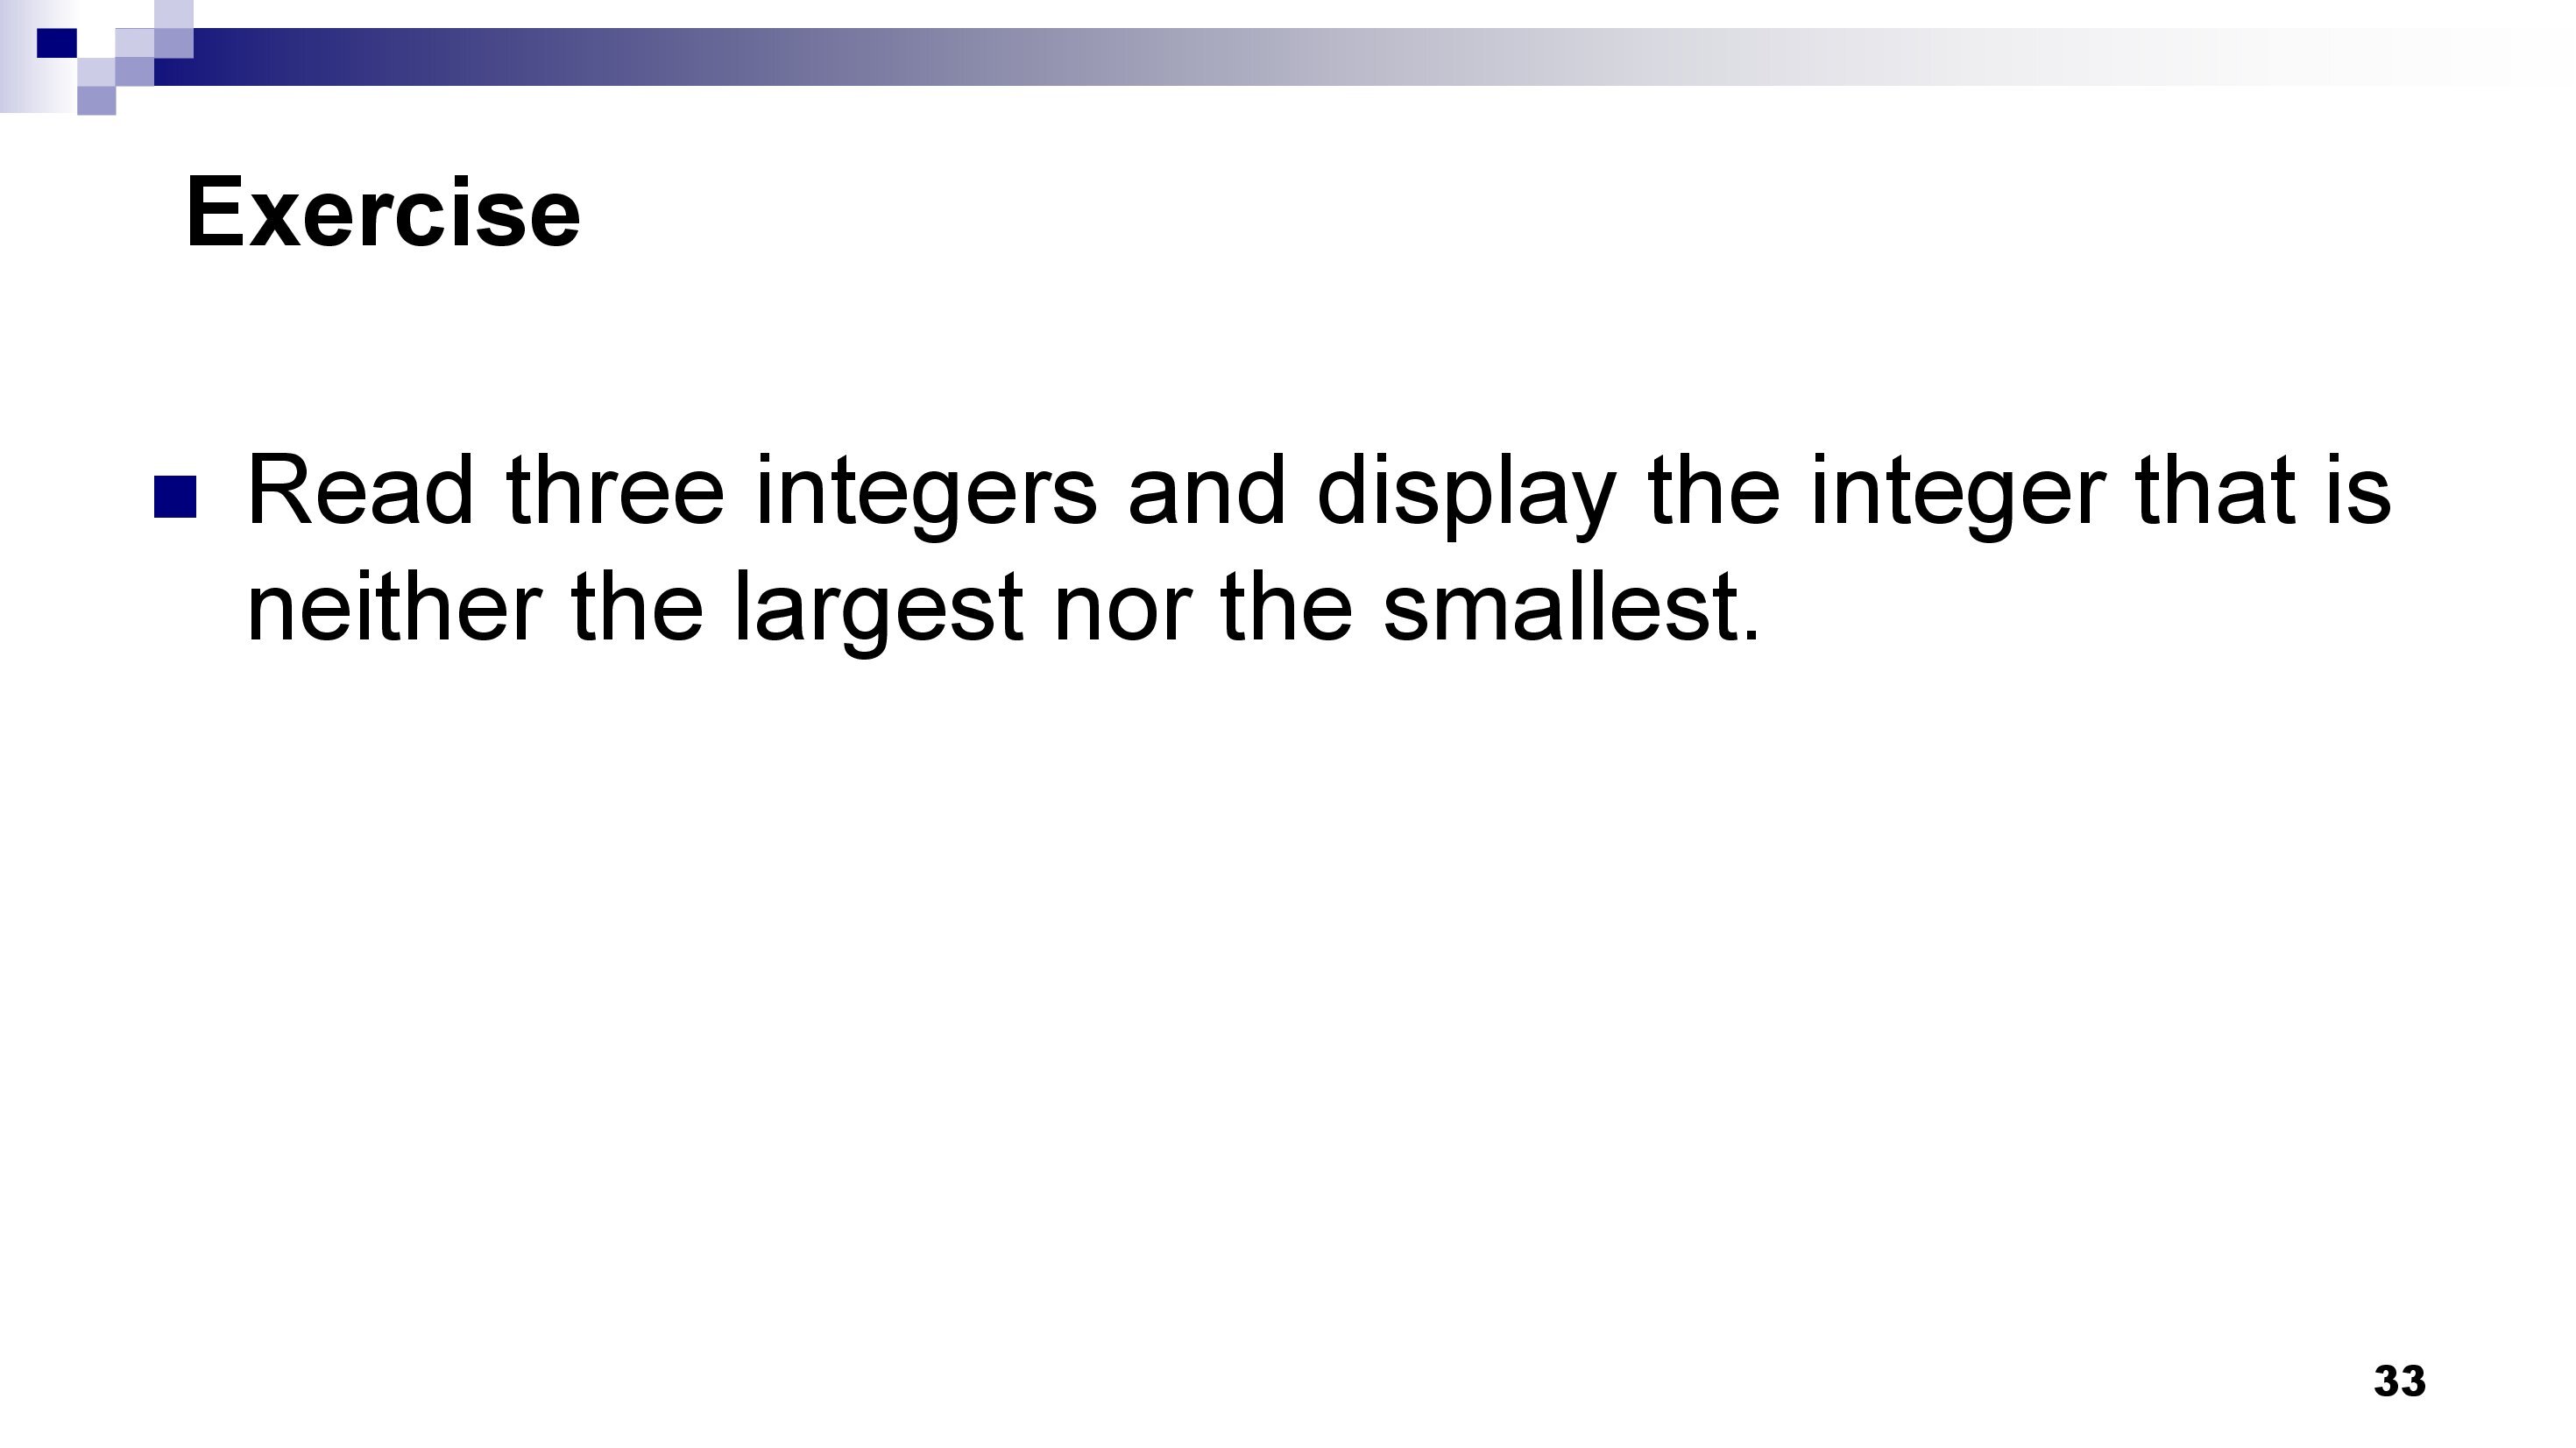 Exercise
Read three integers and display the integer that is
neither the largest nor the smallest.
33